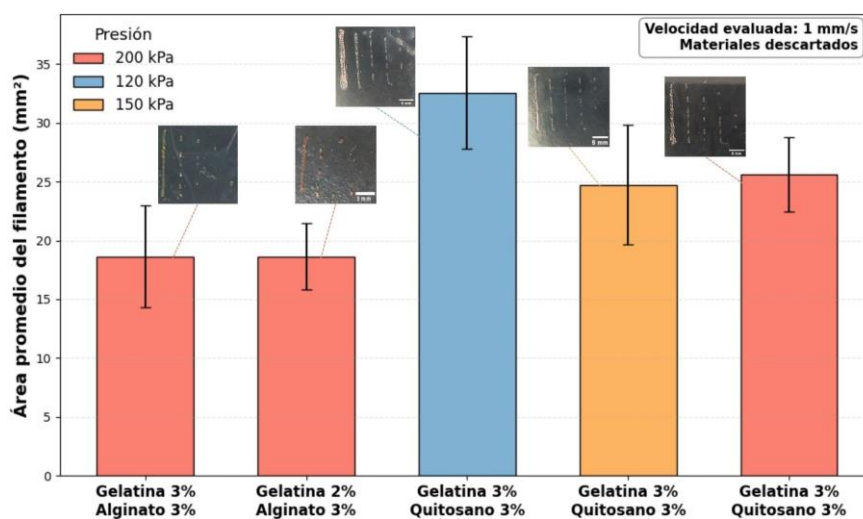 Presión
200 kPa
120 kPa
150 kPa
Velocidad evaluada: 1 mm/s
Materiales descartados
Área promedio del filamento (mm²)
35
30
25
20
15
10
5
0
5 mm
Gelatina 3%
Alginato 3%
Gelatina 2%
Alginato 3%
Gelatina 3%
Quitosano 3%
Gelatina 3%
Quitosano 3%
Gelatina 3%
Quitosano 3%